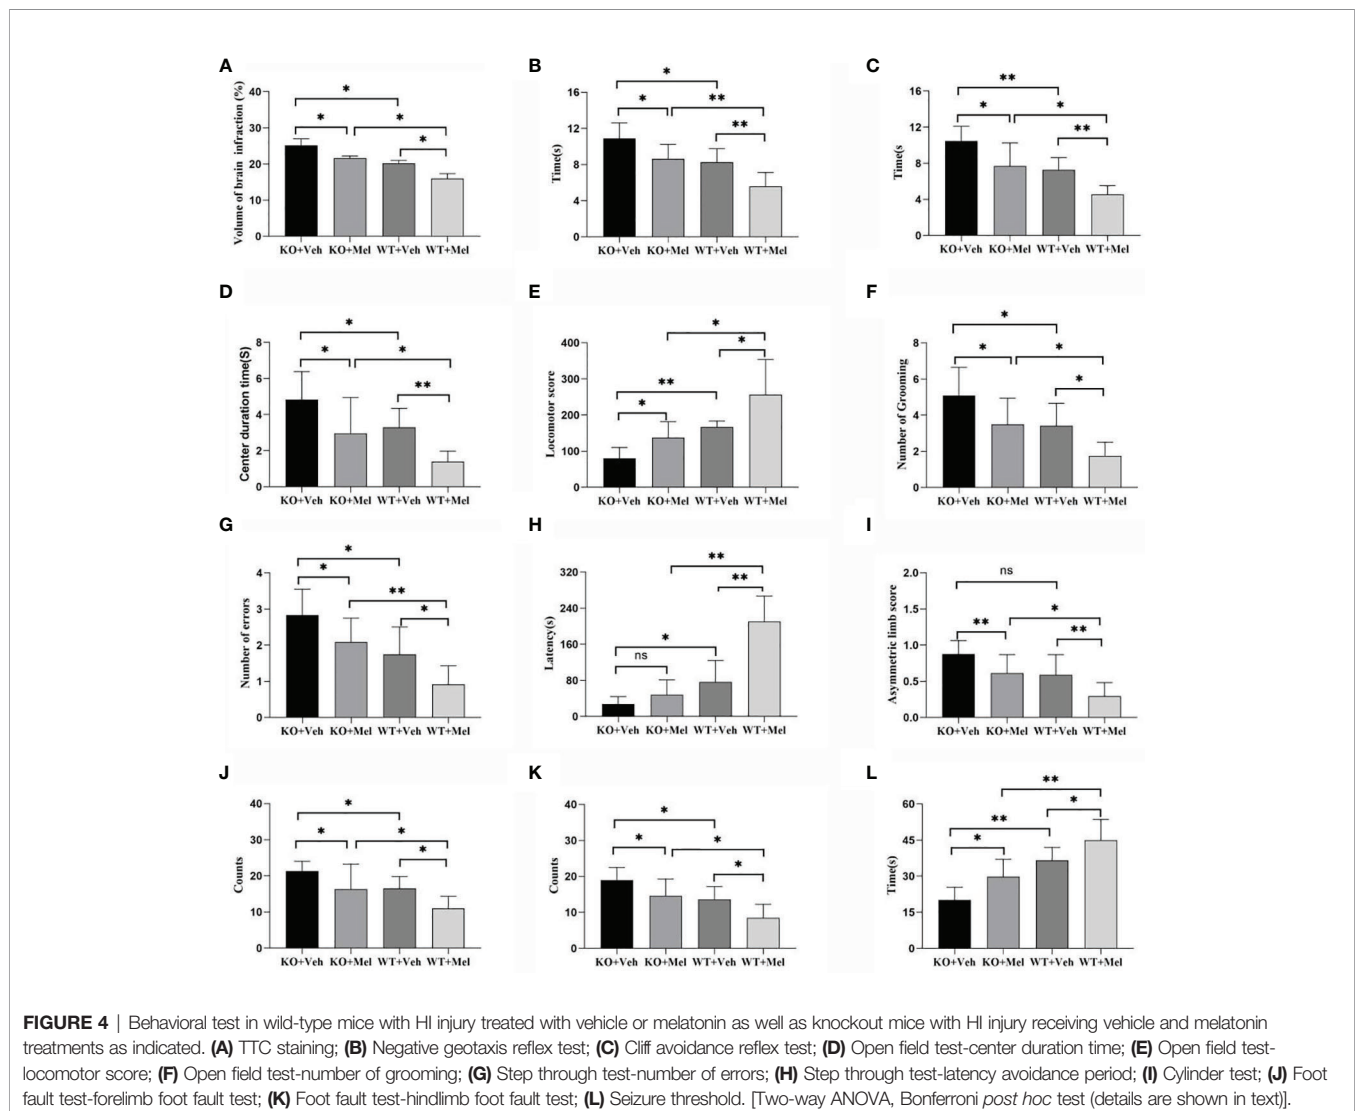 A
Volume of brain infraction (%)
40
30
20
10
0
*
*
*
*
KO+Veh KO+Mel WT+Veh WT+Mel
B
Time(s)
16
12
8
4
0
*
*
**
**
KO+Veh KO+Mel WT+Veh WT+Mel
C
Time(s
16
12
8
4
0
**
*
*
**
KO+Veh KO+Mel WT+Veh WT+Mel
D
Center duration time(S)
8
6
4
2
0
*
*
*
**
KO+Veh KO+Mel WT+Veh WT+Mel
E
Locomotor score
400
300
200
100
0
*
*
**
*
KO+Veh KO+Mel WT+Veh WT+Mel
F
Number of Grooming
8
6
4
2
0
*
*
*
*
KO+Veh KO+Mel WT+Veh WT+Mel
G
Number of errors
4
3
2
1
0
*
*
**
*
KO+Veh KO+Mel WT+Veh WT+Mel
H
Latency(s)
320
240
160
80
0
**
**
*
ns
KO+Veh KO+Mel WT+Veh WT+Mel
I
Asymmetric limb score
2.0
1.5
1.0
0.5
0.0
ns
*
**
**
KO+Veh KO+Mel WT+Veh WT+Mel
J
Counts
40
30
20
10
0
*
*
*
*
KO+Veh KO+Mel WT+Veh WT+Mel
K
Counts
40
30
20
10
0
*
*
*
*
KO+Veh KO+Mel WT+Veh WT+Mel
L
Time(s)
60
45
30
15
0
**
*
**
*
KO+Veh KO+Mel WT+Veh WT+Mel
FIGURE 4 | Behavioral test in wild-type mice with HI injury treated with vehicle or melatonin as well as knockout mice with HI injury receiving vehicle and melatonin
treatments as indicated. (A) TTC staining; (B) Negative geotaxis reflex test; (C) Cliff avoidance reflex test; (D) Open field test-center duration time; (E) Open field test-
locomotor score; (F) Open field test-number of grooming; (G) Step through test-number of errors; (H) Step through test-latency avoidance period; (I) Cylinder test; (J) Foot
fault test-forelimb foot fault test; (K) Foot fault test-hindlimb foot fault test; (L) Seizure threshold. [Two-way ANOVA, Bonferroni post hoc test (details are shown in text)].